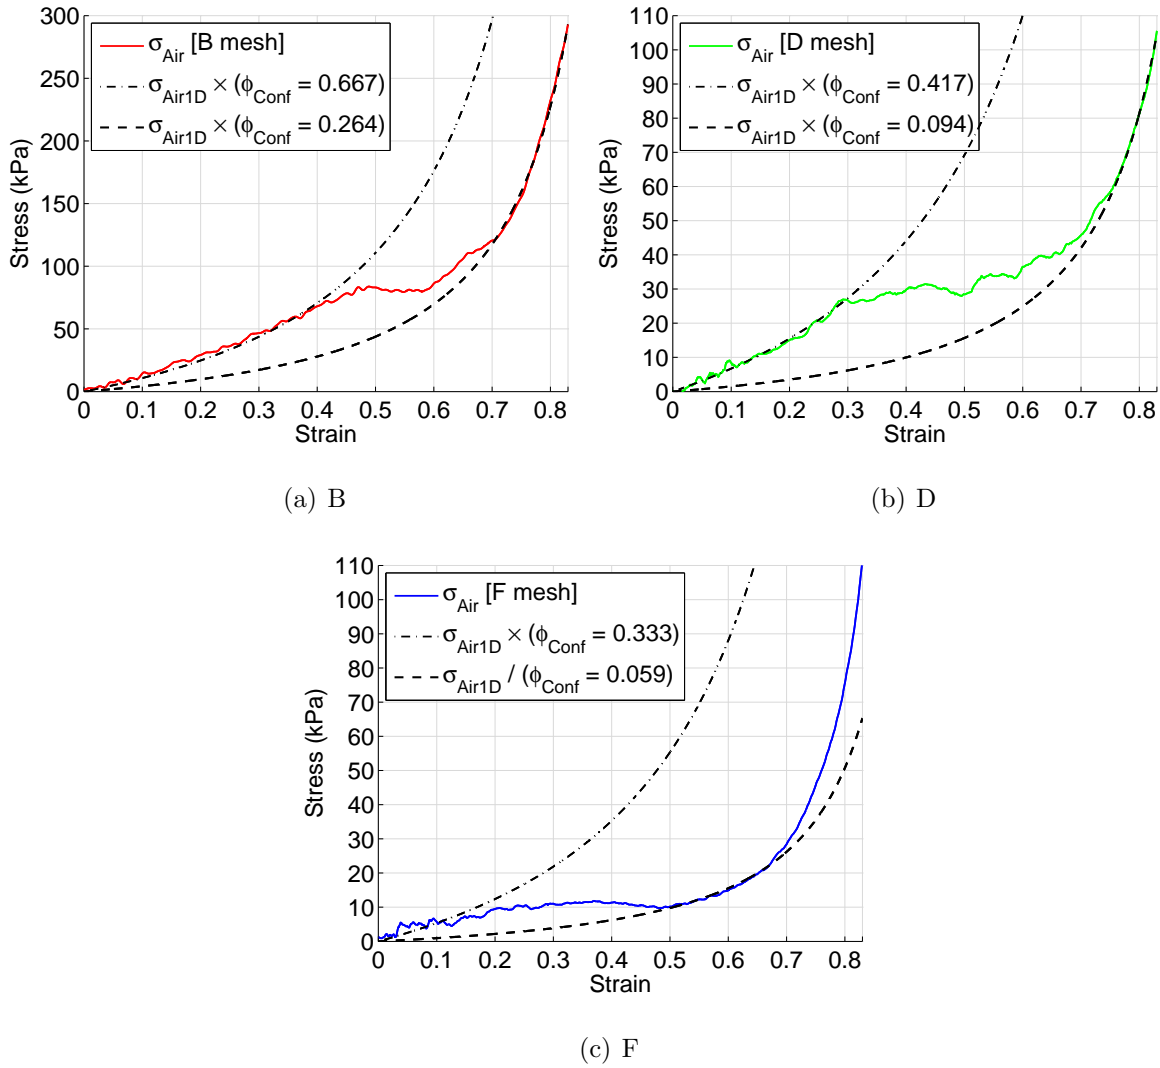 300
250
200
150
100
50
0
Stress (kPa)
σAir [B mesh]
σAir1D × (ϕConf = 0.667)
σAir1D × (ϕConf = 0.264)
0 0.1 0.2 0.3 0.4 0.5 0.6 0.7 0.8
Strain
(a) B
110
100
90
80
70
60
50
40
30
20
10
0
Stress (kPa)
σAir [D mesh]
σAir1D × (ϕConf = 0.417)
σAir1D × (ϕConf = 0.094)
0 0.1 0.2 0.3 0.4 0.5 0.6 0.7 0.8
Strain
(b) D
110
100
90
80
70
60
50
40
30
20
10
0
Stress (kPa)
σAir [F mesh]
σAir1D × (ϕConf = 0.333)
σAir1D / (ϕConf = 0.059)
0 0.1 0.2 0.3 0.4 0.5 0.6 0.7 0.8
Strain
(c) F